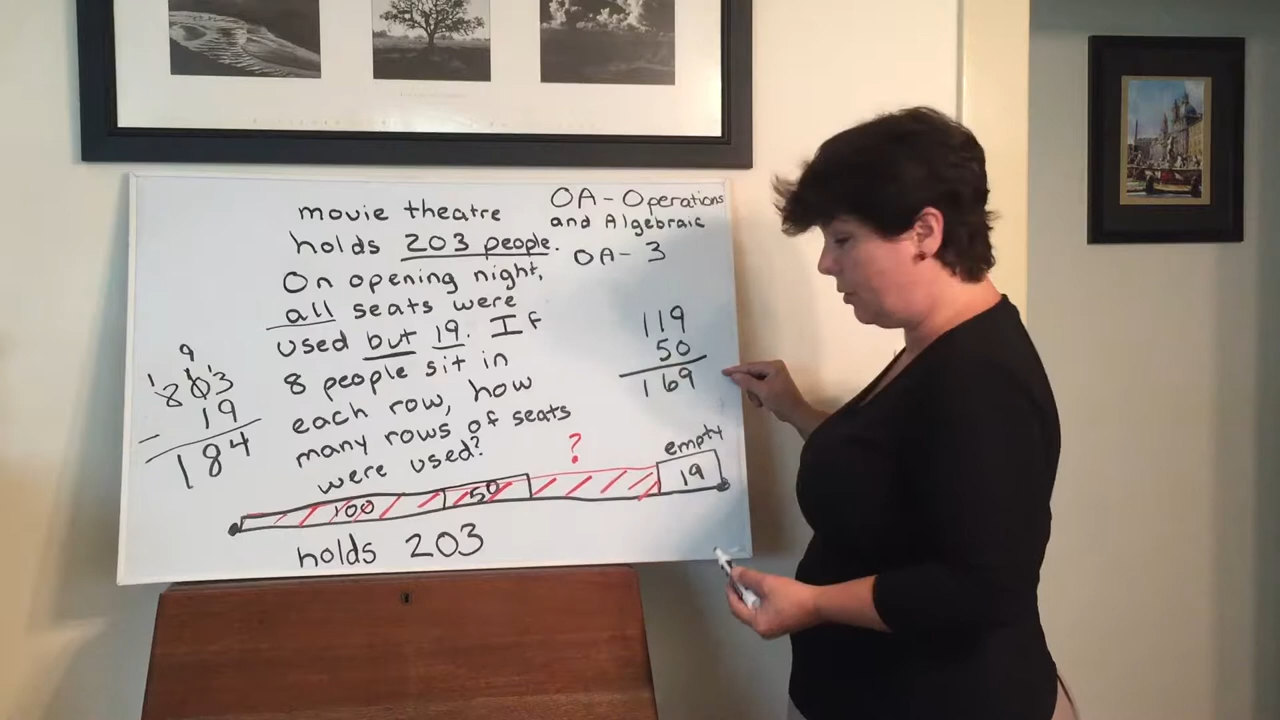 movie theatre
holds 203 people.
On opening night,
all seats were
used but 19. If
8 people sit in
each row, how
many rows of seats
were used?
OA - Operations
and Algebraic
OA - 3
9
1 1
803
- 19
184
119
50
169
?
empty
100 50 19
holds 203